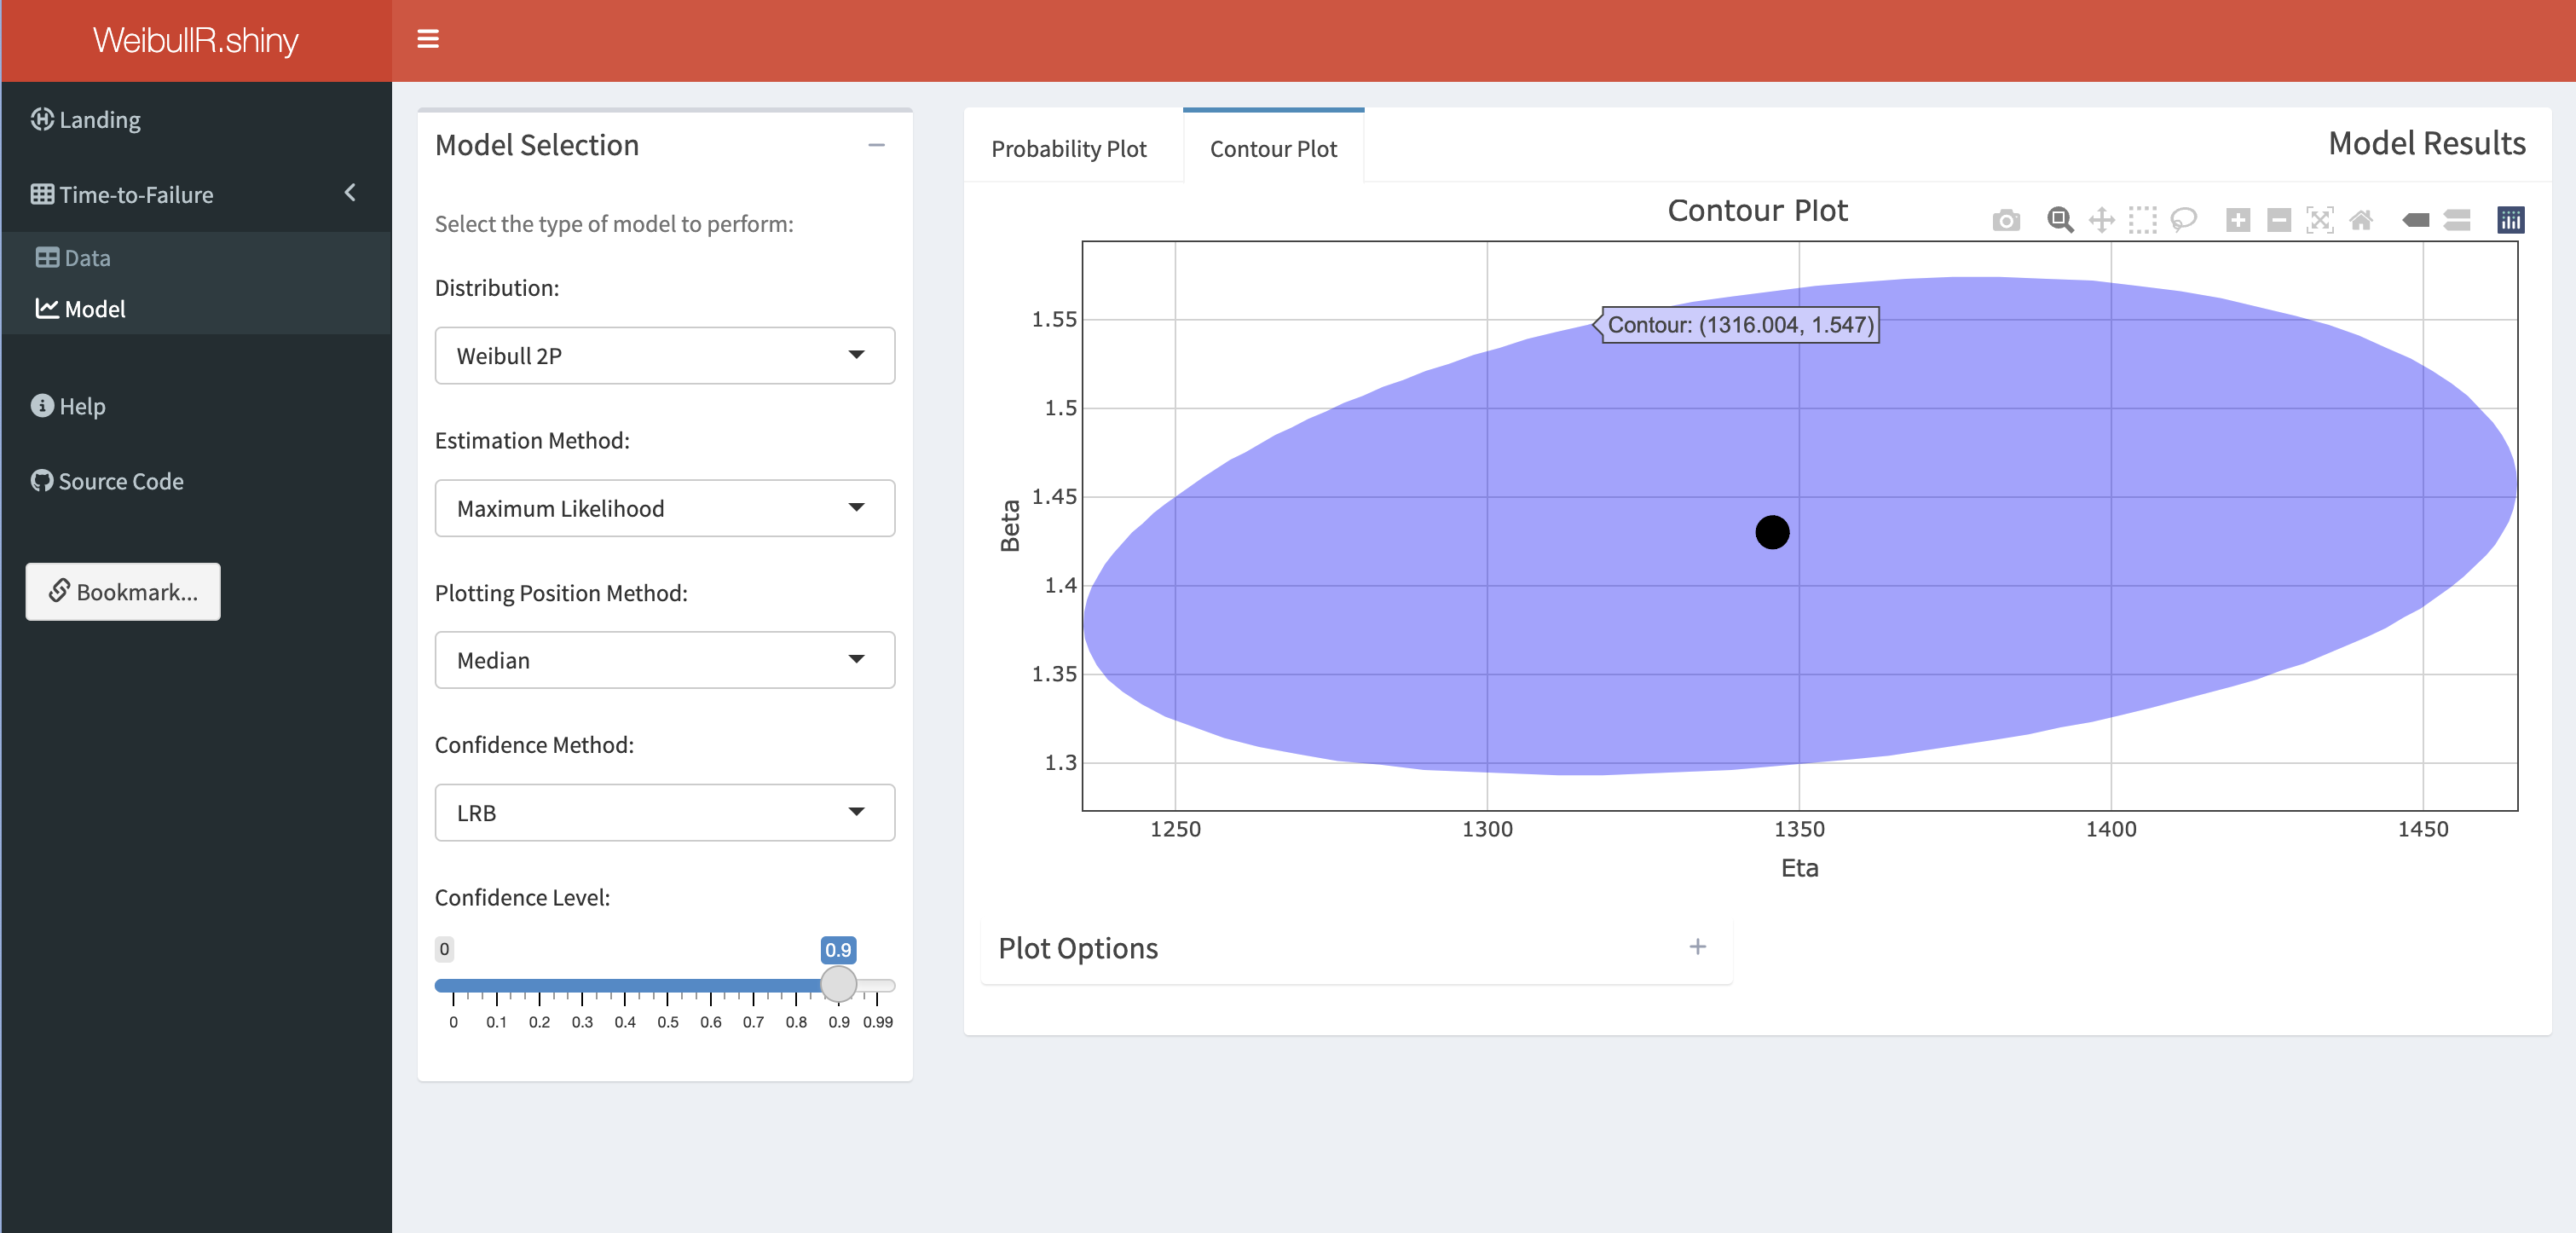 WeibullR.shiny
Landing
Time-to-Failure
Data
Model
Help
Source Code
Bookmark...
Model Selection
Select the type of model to perform:
Distribution:
Weibull 2P
Estimation Method:
Maximum Likelihood
Plotting Position Method:
Median
Confidence Method:
LRB
Confidence Level:
0 0.9
0 0.1 0.2 0.3 0.4 0.5 0.6 0.7 0.8 0.9 0.99
Probability Plot Contour Plot Model Results
Contour Plot
Contour: (1316.004, 1.547)
1.55
1.5
1.45
1.4
1.35
1.3
Beta
1250 1300 1350 1400 1450
Eta
Plot Options